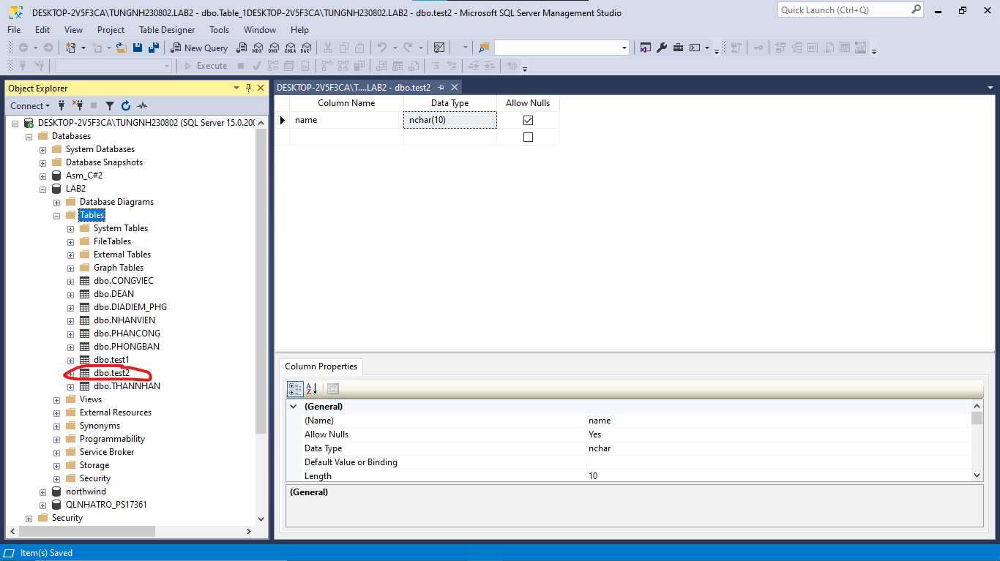 DESKTOP-2V5F3CA\TUNGNH230802.LAB2 - dbo.Table_1DESKTOP-2V5F3CA\TUNGNH230802.LAB2 - dbo.test2 - Microsoft SQL Server Management Studio
Quick Launch (Ctrl+Q)
File Edit View Project Table Designer Tools Window Help
New Query MDX DMX XMLA DAX
Execute
Object Explorer
Connect
DESKTOP-2V5F3CA\TUNGNH230802 (SQL Server 15.0.200
Databases
System Databases
Database Snapshots
Asm_C#2
LAB2
Database Diagrams
Tables
System Tables
FileTables
External Tables
Graph Tables
dbo.CONGVIEC
dbo.DEAN
dbo.DIADIEM_PHG
dbo.NHANVIEN
dbo.PHANCONG
dbo.PHONGBAN
dbo.test1
dbo.test2
dbo.THANNHAN
Views
External Resources
Synonyms
Programmability
Service Broker
Storage
Security
northwind
QLNHATRO_PS17361
Security
DESKTOP-2V5F3CA\T....LAB2 - dbo.test2
Column Name Data Type Allow Nulls
name nchar(10)
Column Properties
A Z
(General)
(Name) name
Allow Nulls Yes
Data Type nchar
Default Value or Binding
Length 10
(General)
Item(s) Saved